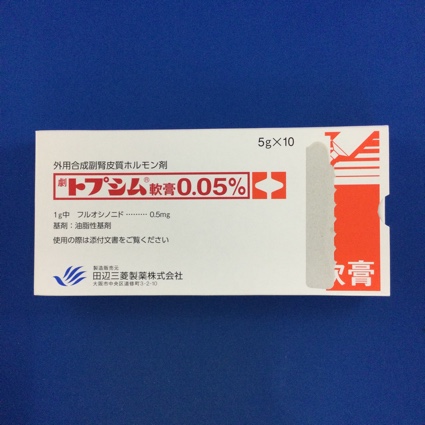 5g×10
外用合成副腎皮質ホルモン剤
劇 トプシム®軟膏0.05%
1g中 フルオシノニド ……… 0.5mg
基剤：油脂性基剤
使用の際は添付文書をご覧ください
製造販売元
田辺三菱製薬株式会社
大阪市中央区道修町3-2-10
軟膏